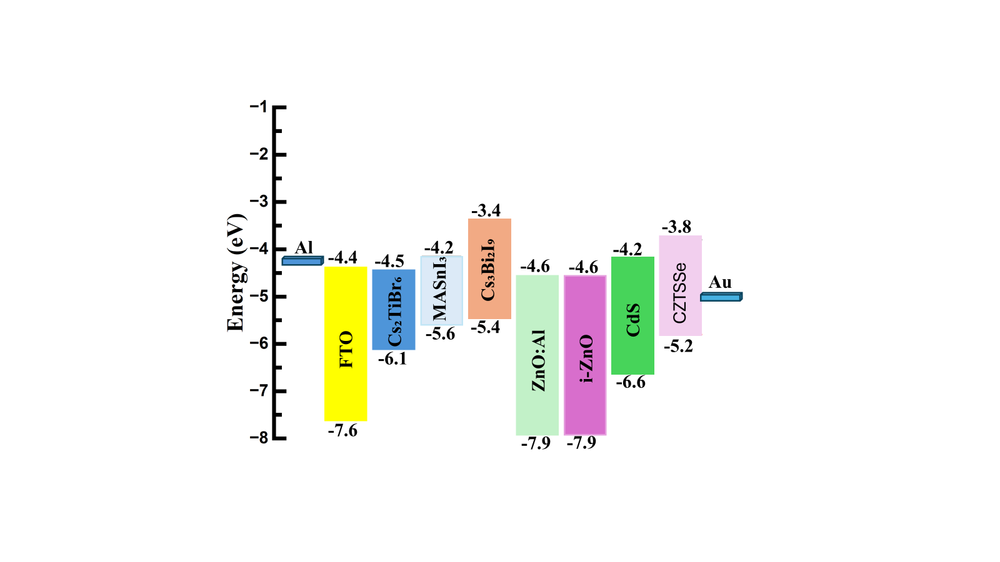 Energy (eV)
−1
−2
−3
−4
−5
−6
−7
−8
Al
-4.4
FTO
-7.6
-4.5
Cs₂TiBr₆
-6.1
-4.2
MASnI₃
-5.6
-3.4
Cs₃Bi₂I₉
-5.4
-4.6
ZnO:Al
-7.9
-4.6
i-ZnO
-7.9
-4.2
CdS
-6.6
-3.8
CZTSSe
-5.2
Au